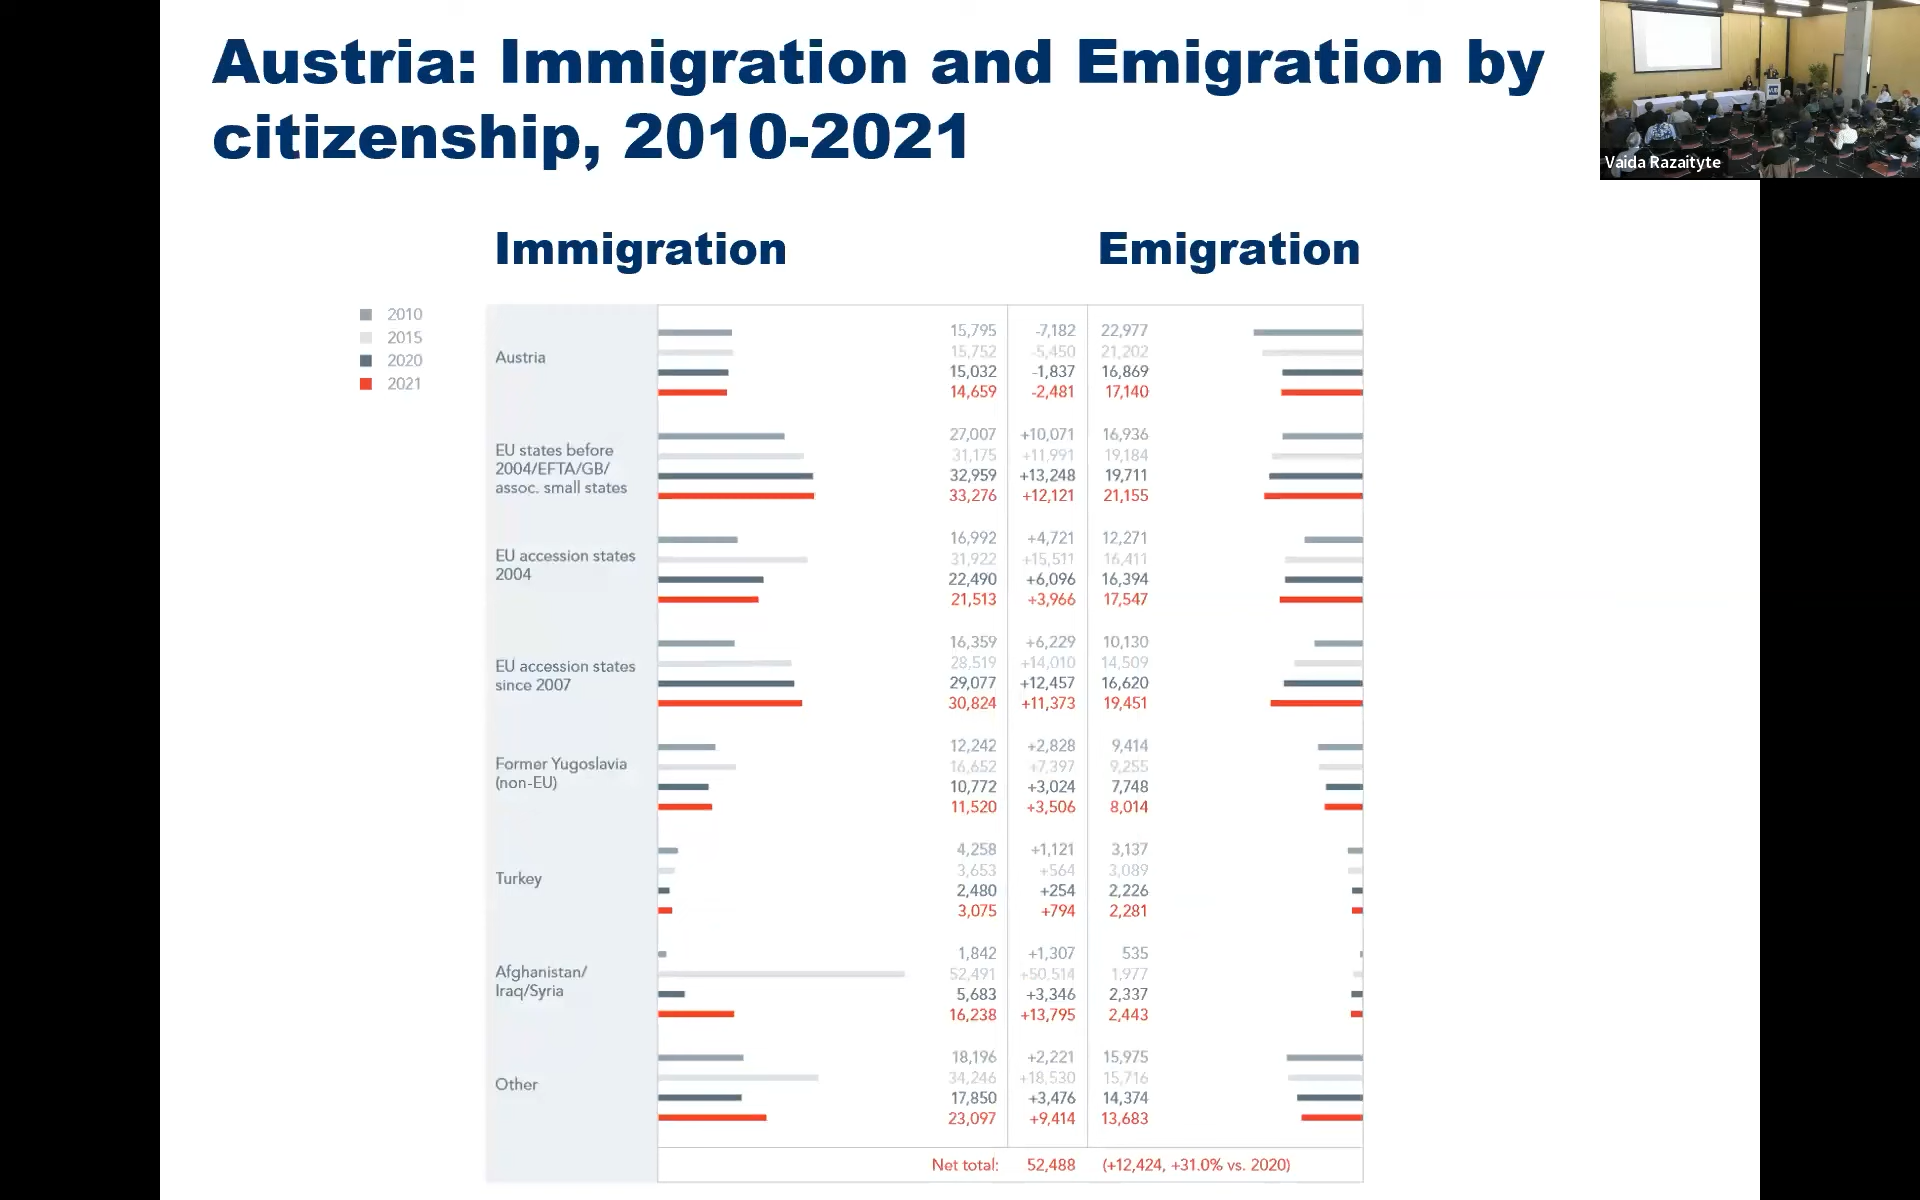 Austria: Immigration and Emigration by
citizenship, 2010-2021
Vaida Razaityte
Immigration
Emigration
2010
2015
2020
2021
Austria
15,795 -7,182 22,977
15,752 -5,450 21,202
15,032 -1,837 16,869
14,659 -2,481 17,140
EU states before
2004/EFTA/GB/
assoc. small states
27,007 +10,071 16,936
31,175 +11,991 19,184
32,959 +13,248 19,711
33,276 +12,121 21,155
EU accession states
2004
16,992 +4,721 12,271
31,922 +15,511 16,411
22,490 +6,096 16,394
21,513 +3,966 17,547
EU accession states
since 2007
16,359 +6,229 10,130
28,519 +14,010 14,509
29,077 +12,457 16,620
30,824 +11,373 19,451
Former Yugoslavia
(non-EU)
12,242 +2,828 9,414
16,652 +7,397 9,255
10,772 +3,024 7,748
11,520 +3,506 8,014
Turkey
4,258 +1,121 3,137
3,653 +564 3,089
2,480 +254 2,226
3,075 +794 2,281
Afghanistan/
Iraq/Syria
1,842 +1,307 535
52,491 +50,514 1,977
5,683 +3,346 2,337
16,238 +13,795 2,443
Other
18,196 +2,221 15,975
34,246 +18,530 15,716
17,850 +3,476 14,374
23,097 +9,414 13,683
Net total: 52,488 (+12,424, +31.0% vs. 2020)